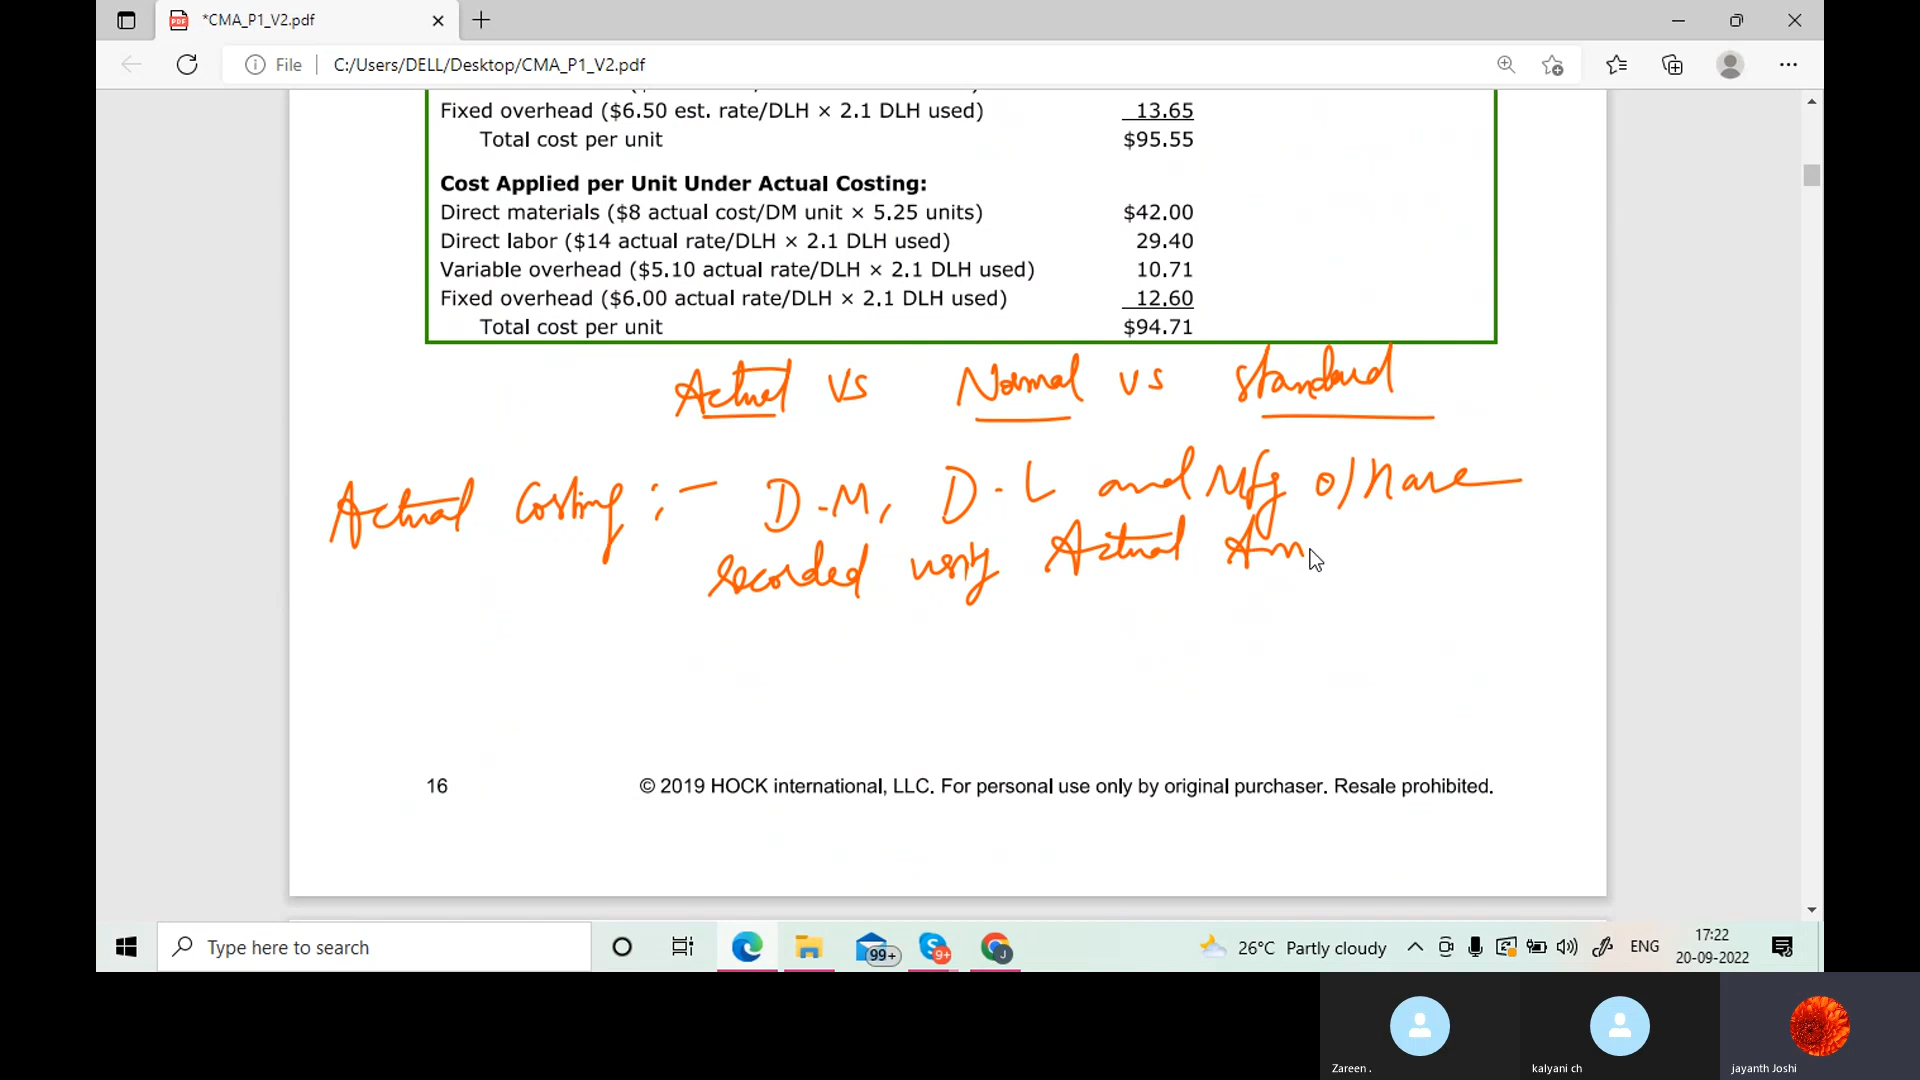 *CMA_P1_V2.pdf
File C:/Users/DELL/Desktop/CMA_P1_V2.pdf
Fixed overhead ($6.50 est. rate/DLH × 2.1 DLH used) 13.65
Total cost per unit $95.55
Cost Applied per Unit Under Actual Costing:
Direct materials ($8 actual cost/DM unit × 5.25 units) $42.00
Direct labor ($14 actual rate/DLH × 2.1 DLH used) 29.40
Variable overhead ($5.10 actual rate/DLH × 2.1 DLH used) 10.71
Fixed overhead ($6.00 actual rate/DLH × 2.1 DLH used) 12.60
Total cost per unit $94.71
Actual vs Normal vs Standard
Actual Costing :- D.M, D.L and Mfg o/h are
recorded using Actual Am
16 © 2019 HOCK international, LLC. For personal use only by original purchaser. Resale prohibited.
Type here to search 99+ 9+ J 26°C Partly cloudy ENG 17:22
20-09-2022
Zareen . kalyani ch jayanth Joshi